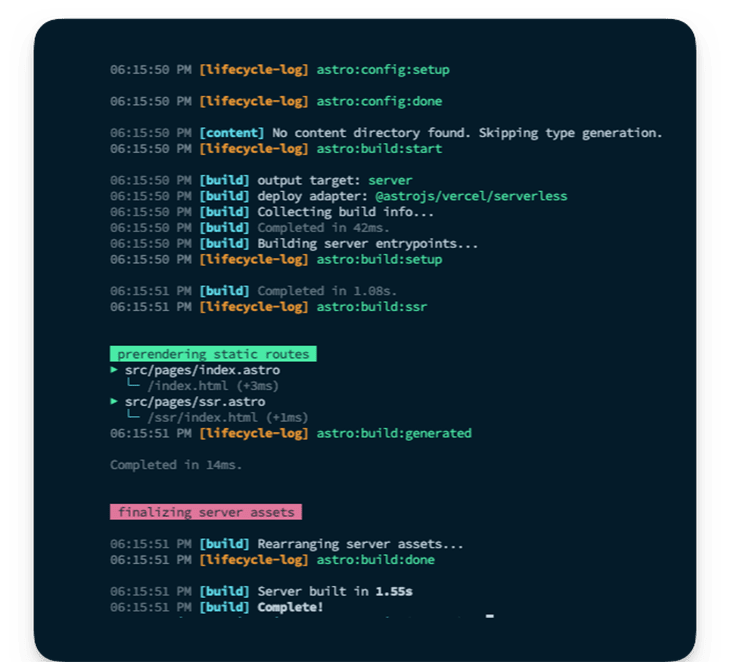 06:15:50 PM [lifecycle-log] astro:config:setup
06:15:50 PM [lifecycle-log] astro:config:done
06:15:50 PM [content] No content directory found. Skipping type generation.
06:15:50 PM [lifecycle-log] astro:build:start
06:15:50 PM [build] output target: server
06:15:50 PM [build] deploy adapter: @astrojs/vercel/serverless
06:15:50 PM [build] Collecting build info...
06:15:50 PM [build] Completed in 42ms.
06:15:50 PM [build] Building server entrypoints...
06:15:50 PM [lifecycle-log] astro:build:setup
06:15:51 PM [build] Completed in 1.08s.
06:15:51 PM [lifecycle-log] astro:build:ssr
prerendering static routes
▶ src/pages/index.astro
└─ /index.html (+3ms)
▶ src/pages/ssr.astro
└─ /ssr/index.html (+1ms)
06:15:51 PM [lifecycle-log] astro:build:generated
Completed in 14ms.
finalizing server assets
06:15:51 PM [build] Rearranging server assets...
06:15:51 PM [lifecycle-log] astro:build:done
06:15:51 PM [build] Server built in 1.55s
06:15:51 PM [build] Complete!